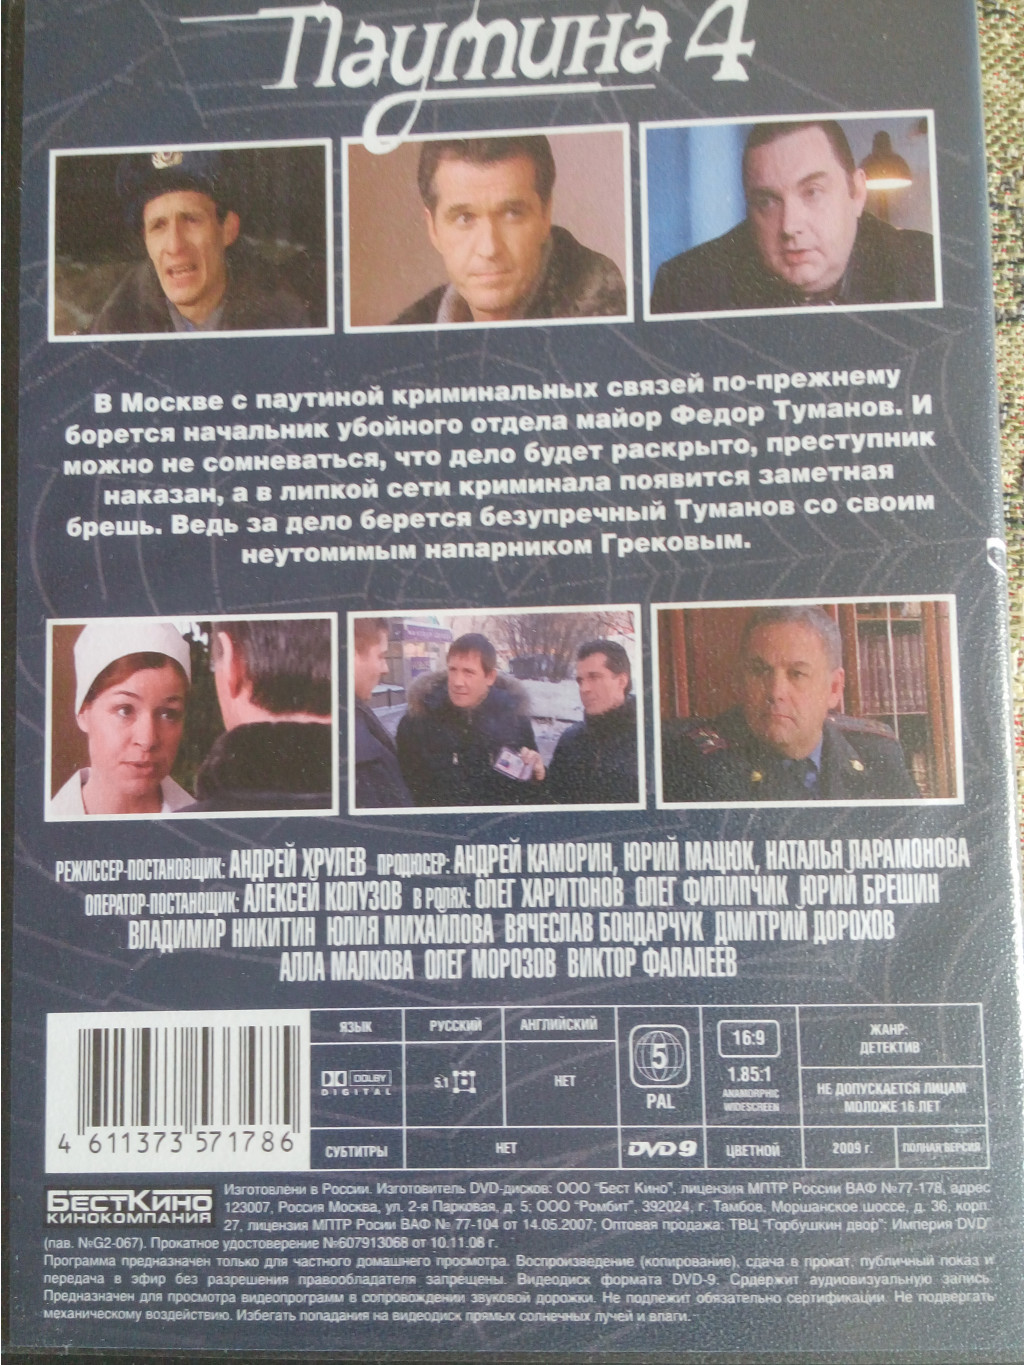 Паутина 4
В Москве с паутиной криминальных связей по-прежнему
борется начальник убойного отдела майор Федор Туманов. И
можно не сомневаться, что дело будет раскрыто, преступник
наказан, а в липкой сети криминала появится заметная
брешь. Ведь за дело берется безупречный Туманов со своим
неутомимым напарником Грековым.
РЕЖИССЕР-ПОСТАНОВЩИК: АНДРЕЙ ХРУЛЕВ ПРОДЮСЕР: АНДРЕЙ КАМОРИН, ЮРИЙ МАЦЮК, НАТАЛЬЯ ПАРАМОНОВА
ОПЕРАТОР-ПОСТАНОЩИК: АЛЕКСЕЙ КОЛУЗОВ В РОЛЯХ: ОЛЕГ ХАРИТОНОВ ОЛЕГ ФИЛИПЧИК ЮРИЙ БРЕШИН
ВЛАДИМИР НИКИТИН ЮЛИЯ МИХАЙЛОВА ВЯЧЕСЛАВ БОНДАРЧУК ДМИТРИЙ ДОРОХОВ
АЛЛА МАЛКОВА ОЛЕГ МОРОЗОВ ВИКТОР ФАЛАЛЕЕВ
ЯЗЫК РУССКИЙ АНГЛИЙСКИЙ
DOLBY
DIGITAL
5.1
НЕТ
5
PAL
16:9
1.85:1
ANAMORPHIC
WIDESCREEN
ЖАНР:
ДЕТЕКТИВ
НЕ ДОПУСКАЕТСЯ ЛИЦАМ
МОЛОЖЕ 16 ЛЕТ
СУБТИТРЫ НЕТ DVD9 ЦВЕТНОЙ 2009 г. ПОЛНАЯ ВЕРСИЯ
4 611373 571786
БЕСТКИНО
КИНОКОМПАНИЯ
Изготовлени в России. Изготовитель DVD-дисков: ООО "Бест Кино", лицензия МПТР России ВАФ №77-178, адрес
123007, Россия Москва, ул. 2-я Парковая, д. 5; ООО "Ромбит", 392024, г. Тамбов, Моршанское шоссе, д. 36, корп.
27, лицензия МПТР Росии ВАФ № 77-104 от 14.05.2007; Оптовая продажа: ТВЦ "Горбушкин двор"; Империя DVD"
(пав. №G2-067). Прокатное удостоверение №607913068 от 10.11.08 г.
Программа предназначен только для частного домашнего просмотра. Воспроизведение (копирование), сдача в прокат, публичный показ и
передача в эфир без разрешения правообладателя запрещены. Видеодиск формата DVD-9. Срдержит аудиовизуальную запись.
Предназначен для просмотра видеопрограмм в сопровождении звуковой дорожки. Не подлежит обязательно сертификации. Не подвергать
механическому воздействию. Избегать попадания на видеодиск прямых солнечных лучей и влаги.